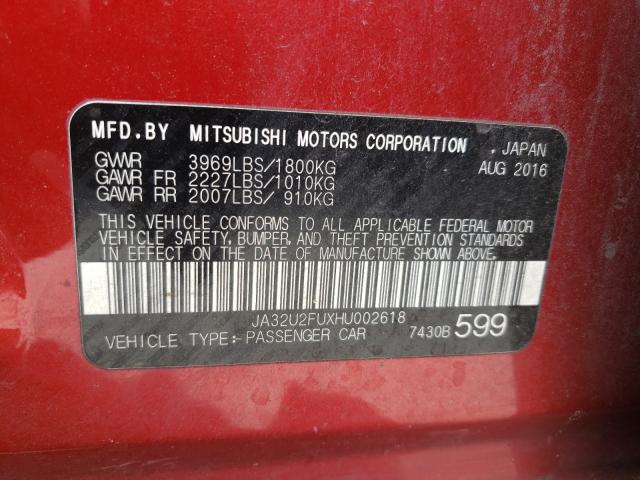 MFD.BY MITSUBISHI MOTORS CORPORATION . JAPAN
GVWR 3969LBS/1800KG AUG 2016
GAWR FR 2227LBS/1010KG
GAWR RR 2007LBS/ 910KG
THIS VEHICLE CONFORMS TO ALL APPLICABLE FEDERAL MOTOR
VEHICLE SAFETY, BUMPER, AND THEFT PREVENTION STANDARDS
IN EFFECT ON THE DATE OF MANUFACTURE SHOWN ABOVE.
JA32U2FUXHU002618
VEHICLE TYPE:-PASSENGER CAR 7430B 599